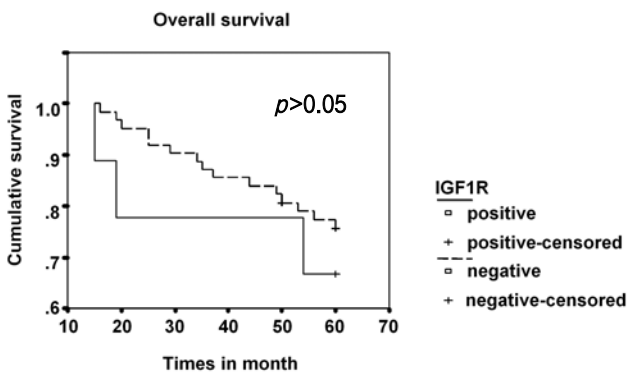 Overall survival
p>0.05
Cumulative survival
1.0
.9
.8
.7
.6
10 20 30 40 50 60 70
Times in month
IGF1R
positive
positive-censored
negative
negative-censored